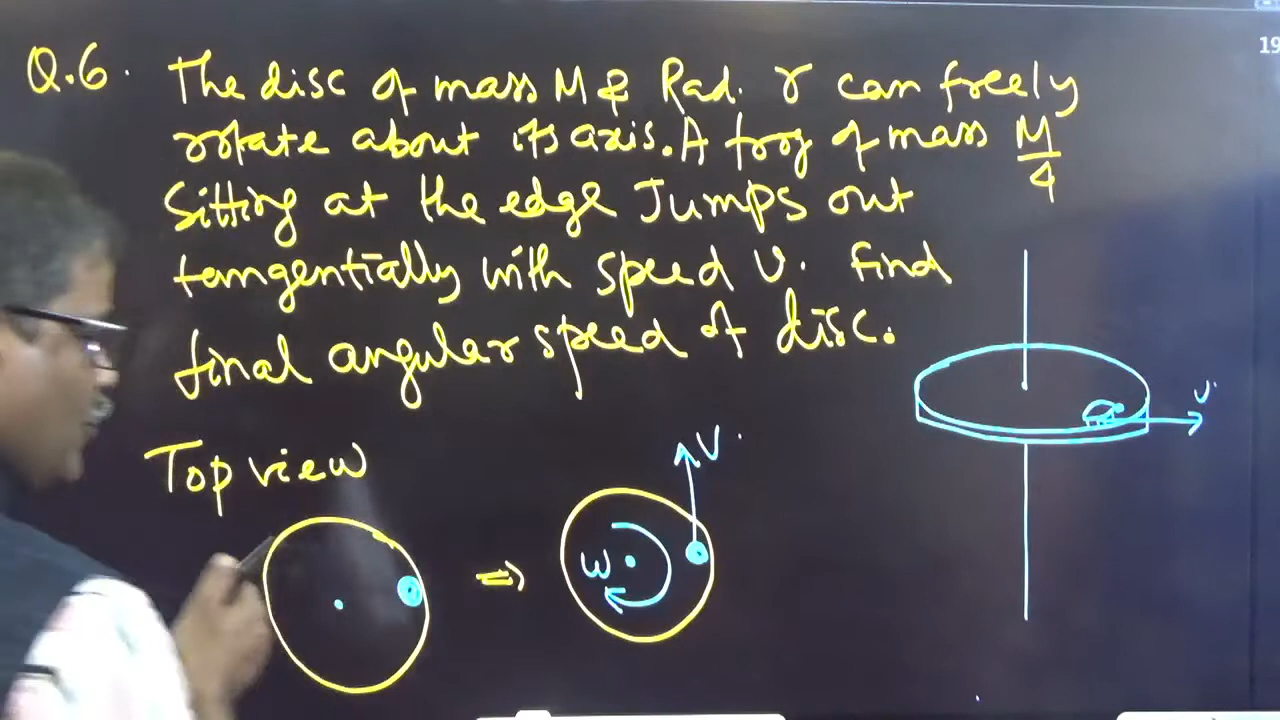 Q.6. The disc of mass M & Rad. r can freely
rotate about its axis. A frog of mass M/4
Sitting at the edge Jumps out
tangentially with speed v. find
final angular speed of disc.
v
Top view
v
ω
⇒
19